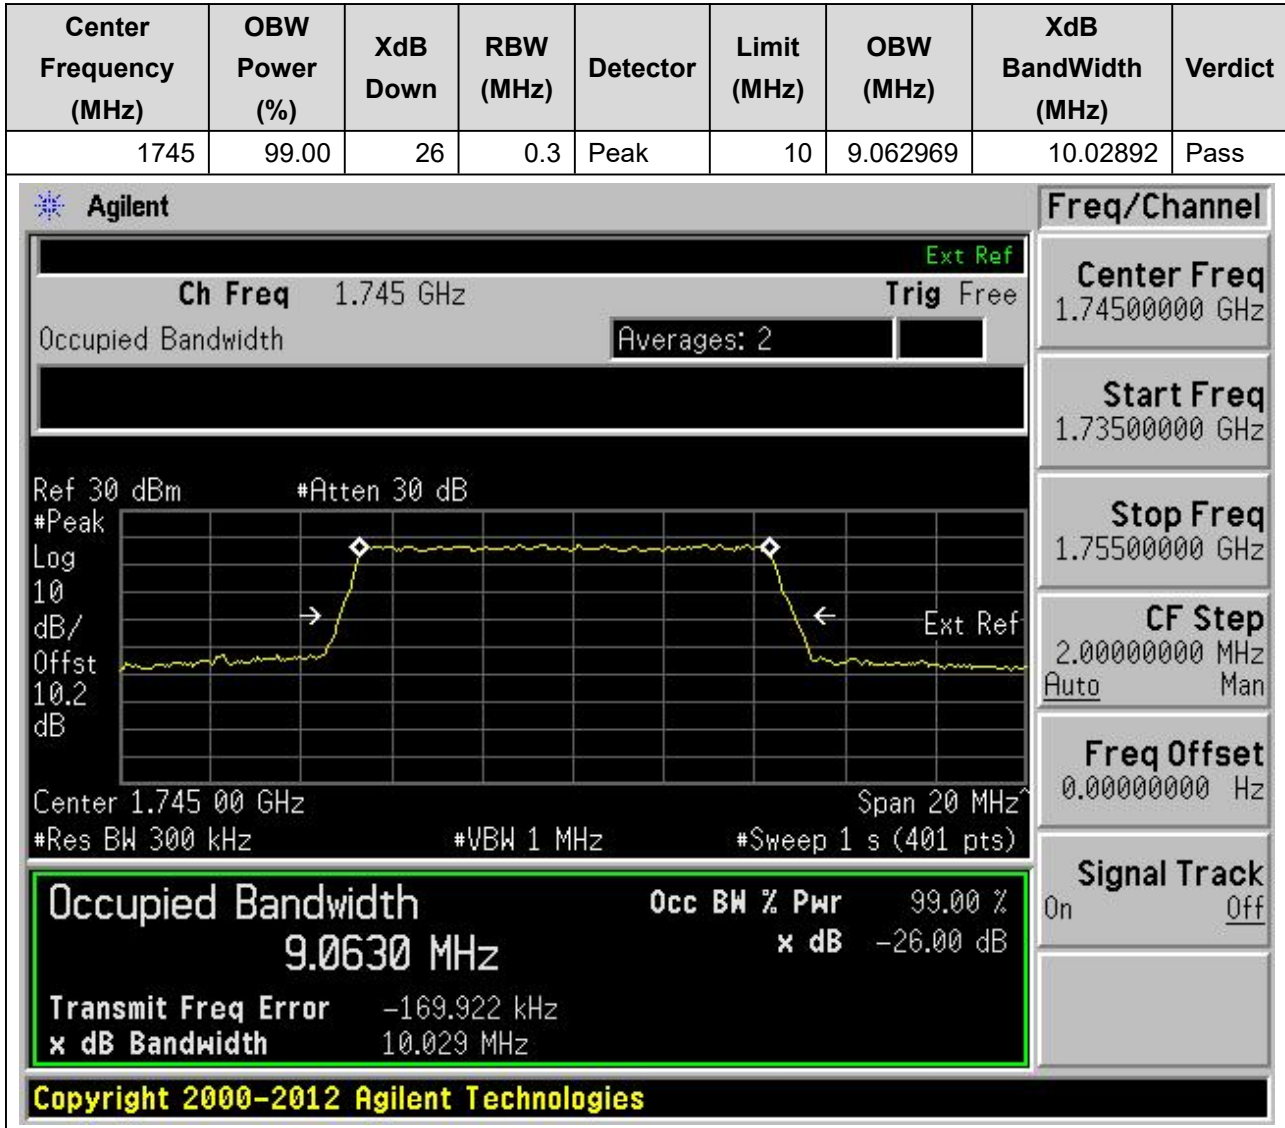 Center Frequency (MHz) OBW Power (%) XdB Down RBW (MHz) Detector Limit (MHz) OBW (MHz) XdB BandWidth (MHz) Verdict
1745 99.00 26 0.3 Peak 10 9.062969 10.02892 Pass
Agilent
Ext Ref
Ch Freq 1.745 GHz Trig Free
Occupied Bandwidth
Averages: 2
Ref 30 dBm #Atten 30 dB
#Peak
Log
10
dB/
Offst
10.2
dB
Ext Ref
Center 1.745 00 GHz Span 20 MHz^
#Res BW 300 kHz #VBW 1 MHz #Sweep 1 s (401 pts)
Occupied Bandwidth
9.0630 MHz
Occ BW % Pwr 99.00 %
x dB -26.00 dB
Transmit Freq Error -169.922 kHz
x dB Bandwidth 10.029 MHz
Copyright 2000-2012 Agilent Technologies
Freq/Channel
Center Freq
1.74500000 GHz
Start Freq
1.73500000 GHz
Stop Freq
1.75500000 GHz
CF Step
2.00000000 MHz
Auto Man
Freq Offset
0.00000000 Hz
Signal Track
On Off